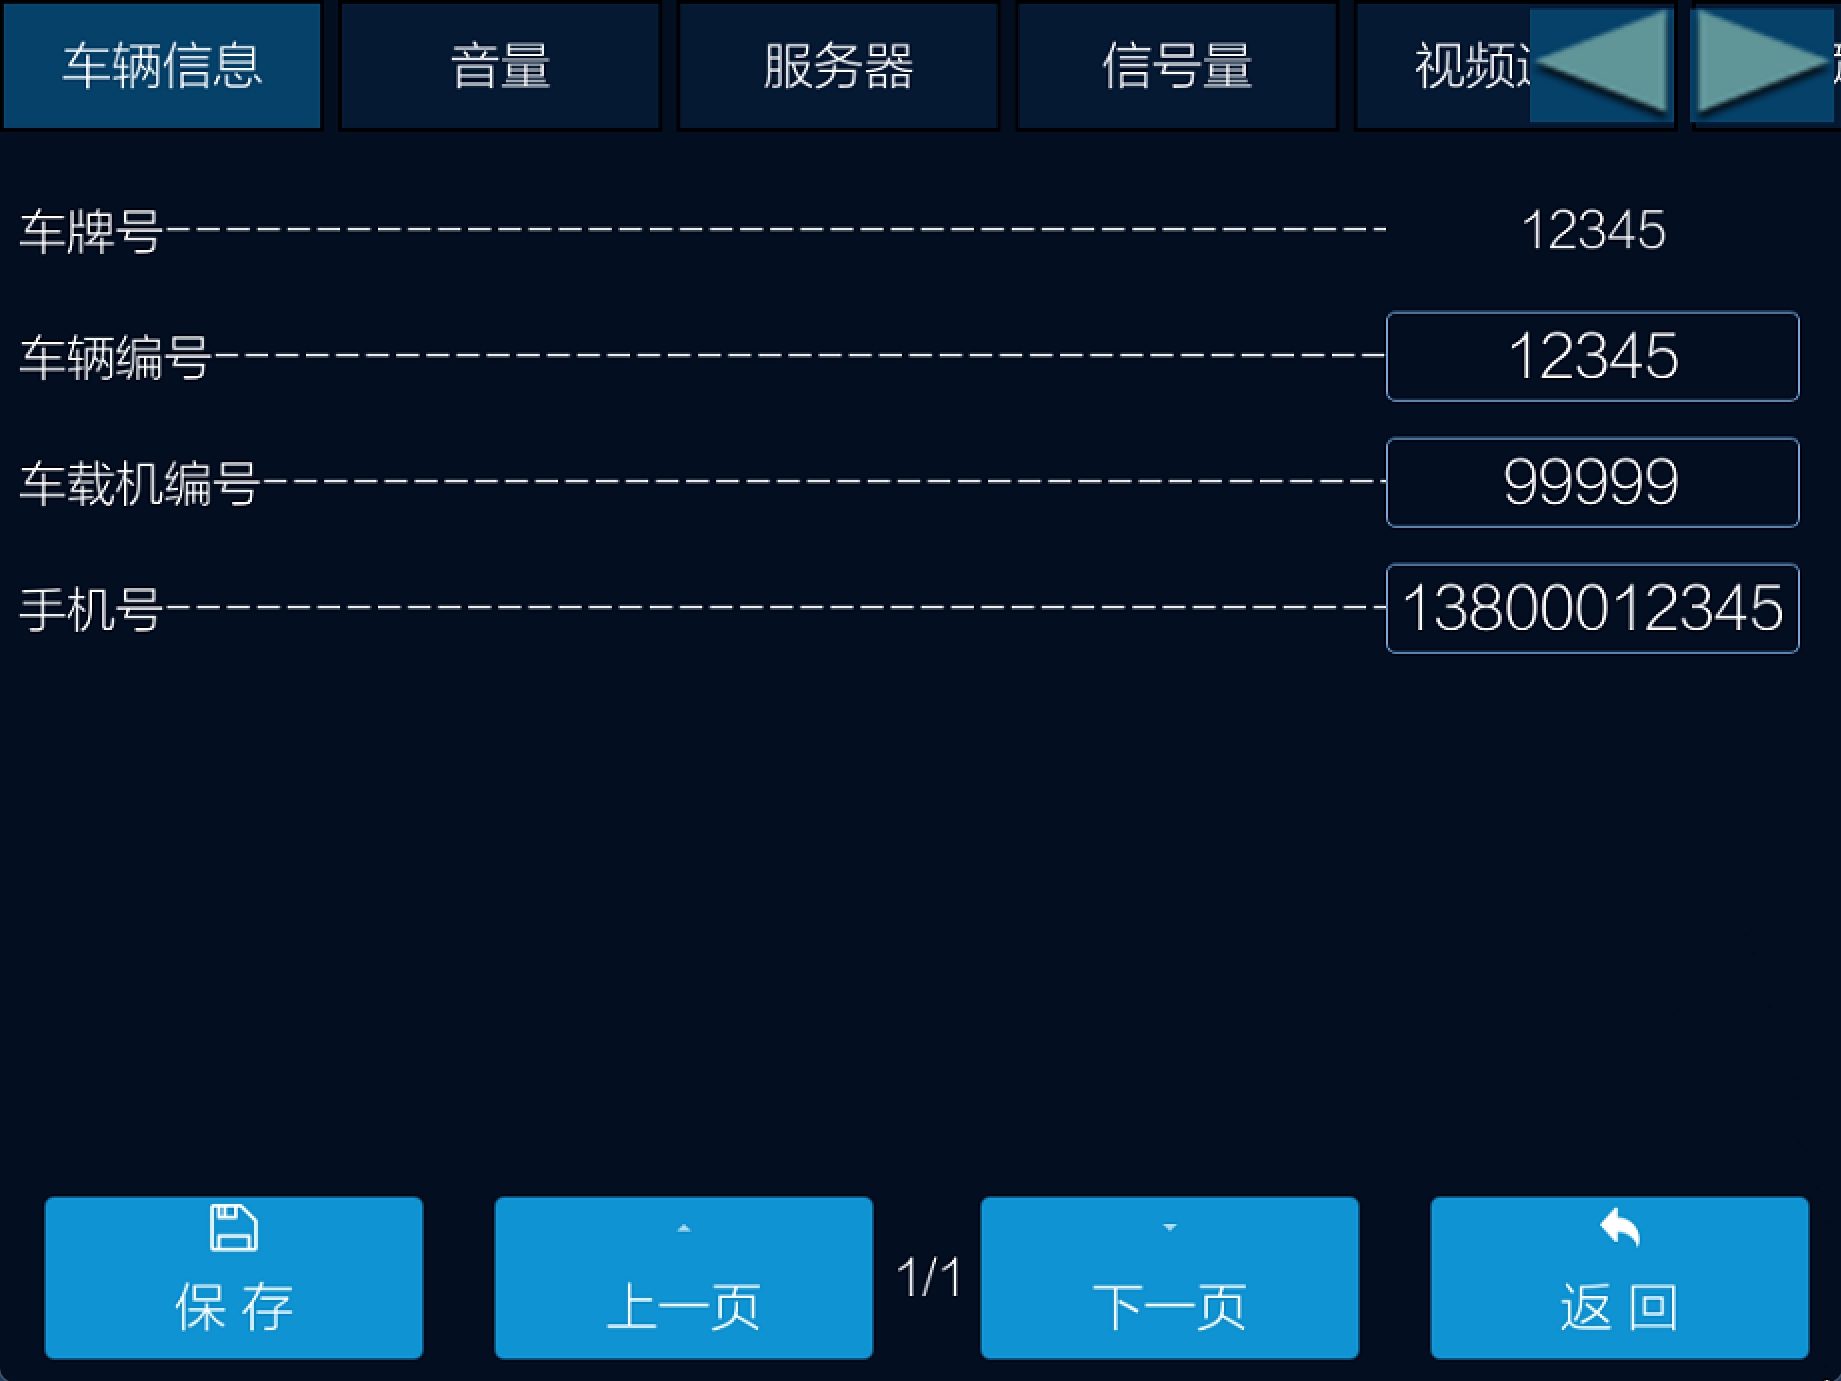 车辆信息 音量 服务器 信号量 视频
车牌号 12345
车辆编号 12345
车载机编号 99999
手机号 13800012345
保存 上一页 1/1 下一页 返回